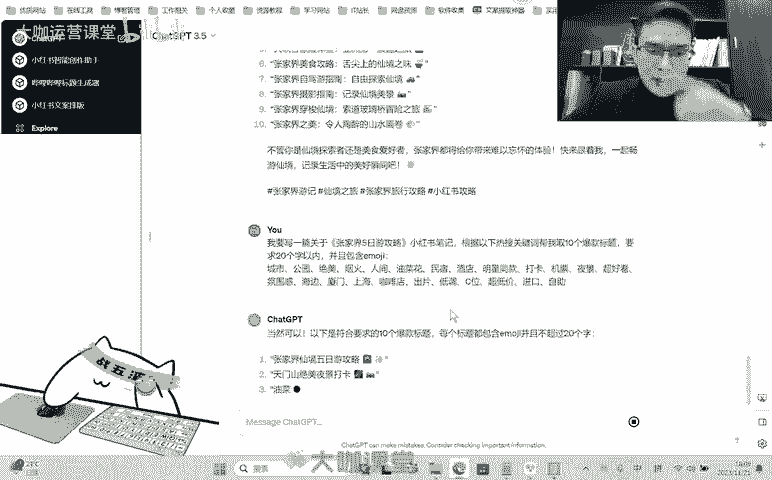 优质网站 在线工具 博客管理 工作图片 个人收藏 资源教程 学习网站 IT站长 网盘资源 软件收集 文案提取神器
大咖运营课堂
ChatGPT 3.5
小红书智能创作助手
哔哩哔哩标题生成器
小红书文案排版
Explore
6. "张家界美食攻略：舌尖上的仙境之味"
7. "张家界自驾游指南：自由探索仙境"
8. "张家界摄影指南：记录仙境美景"
9. "张家界穿梭仙境：索道玻璃桥冒险之旅"
10. "张家界之美：令人陶醉的山水画卷"
不管你是仙境探索者还是美食爱好者，张家界都将给你带来难以忘怀的体验！快来跟着我，一起畅
游仙境，记录生活中的美好瞬间吧！
#张家界游记 #仙境之旅 #张家界旅行攻略 #小红书攻略
You
我要写一篇关于《张家界5日游攻略》小红书笔记，根据以下热搜关键词帮我取10个爆款标题，要
求20个字以内，并且包含emoji：
城市、公园、绝美、烟火、人间、油菜花、民宿、酒店、明星同款、打卡、机票、夜景、超好看、
氛围感、海边、厦门、上海、咖啡店、出片、低调、C位、超低价、进口、自助
ChatGPT
当然可以！以下是符合要求的10个爆款标题，每个标题都包含emoji并且不超过20个字：
1. "张家界仙境五日游攻略
2. "天门山绝美夜景打卡
3. "油菜
战五渣
Message ChatGPT...
ChatGPT can make mistakes. Consider checking important information.
搜索
大咖课堂
中 拼